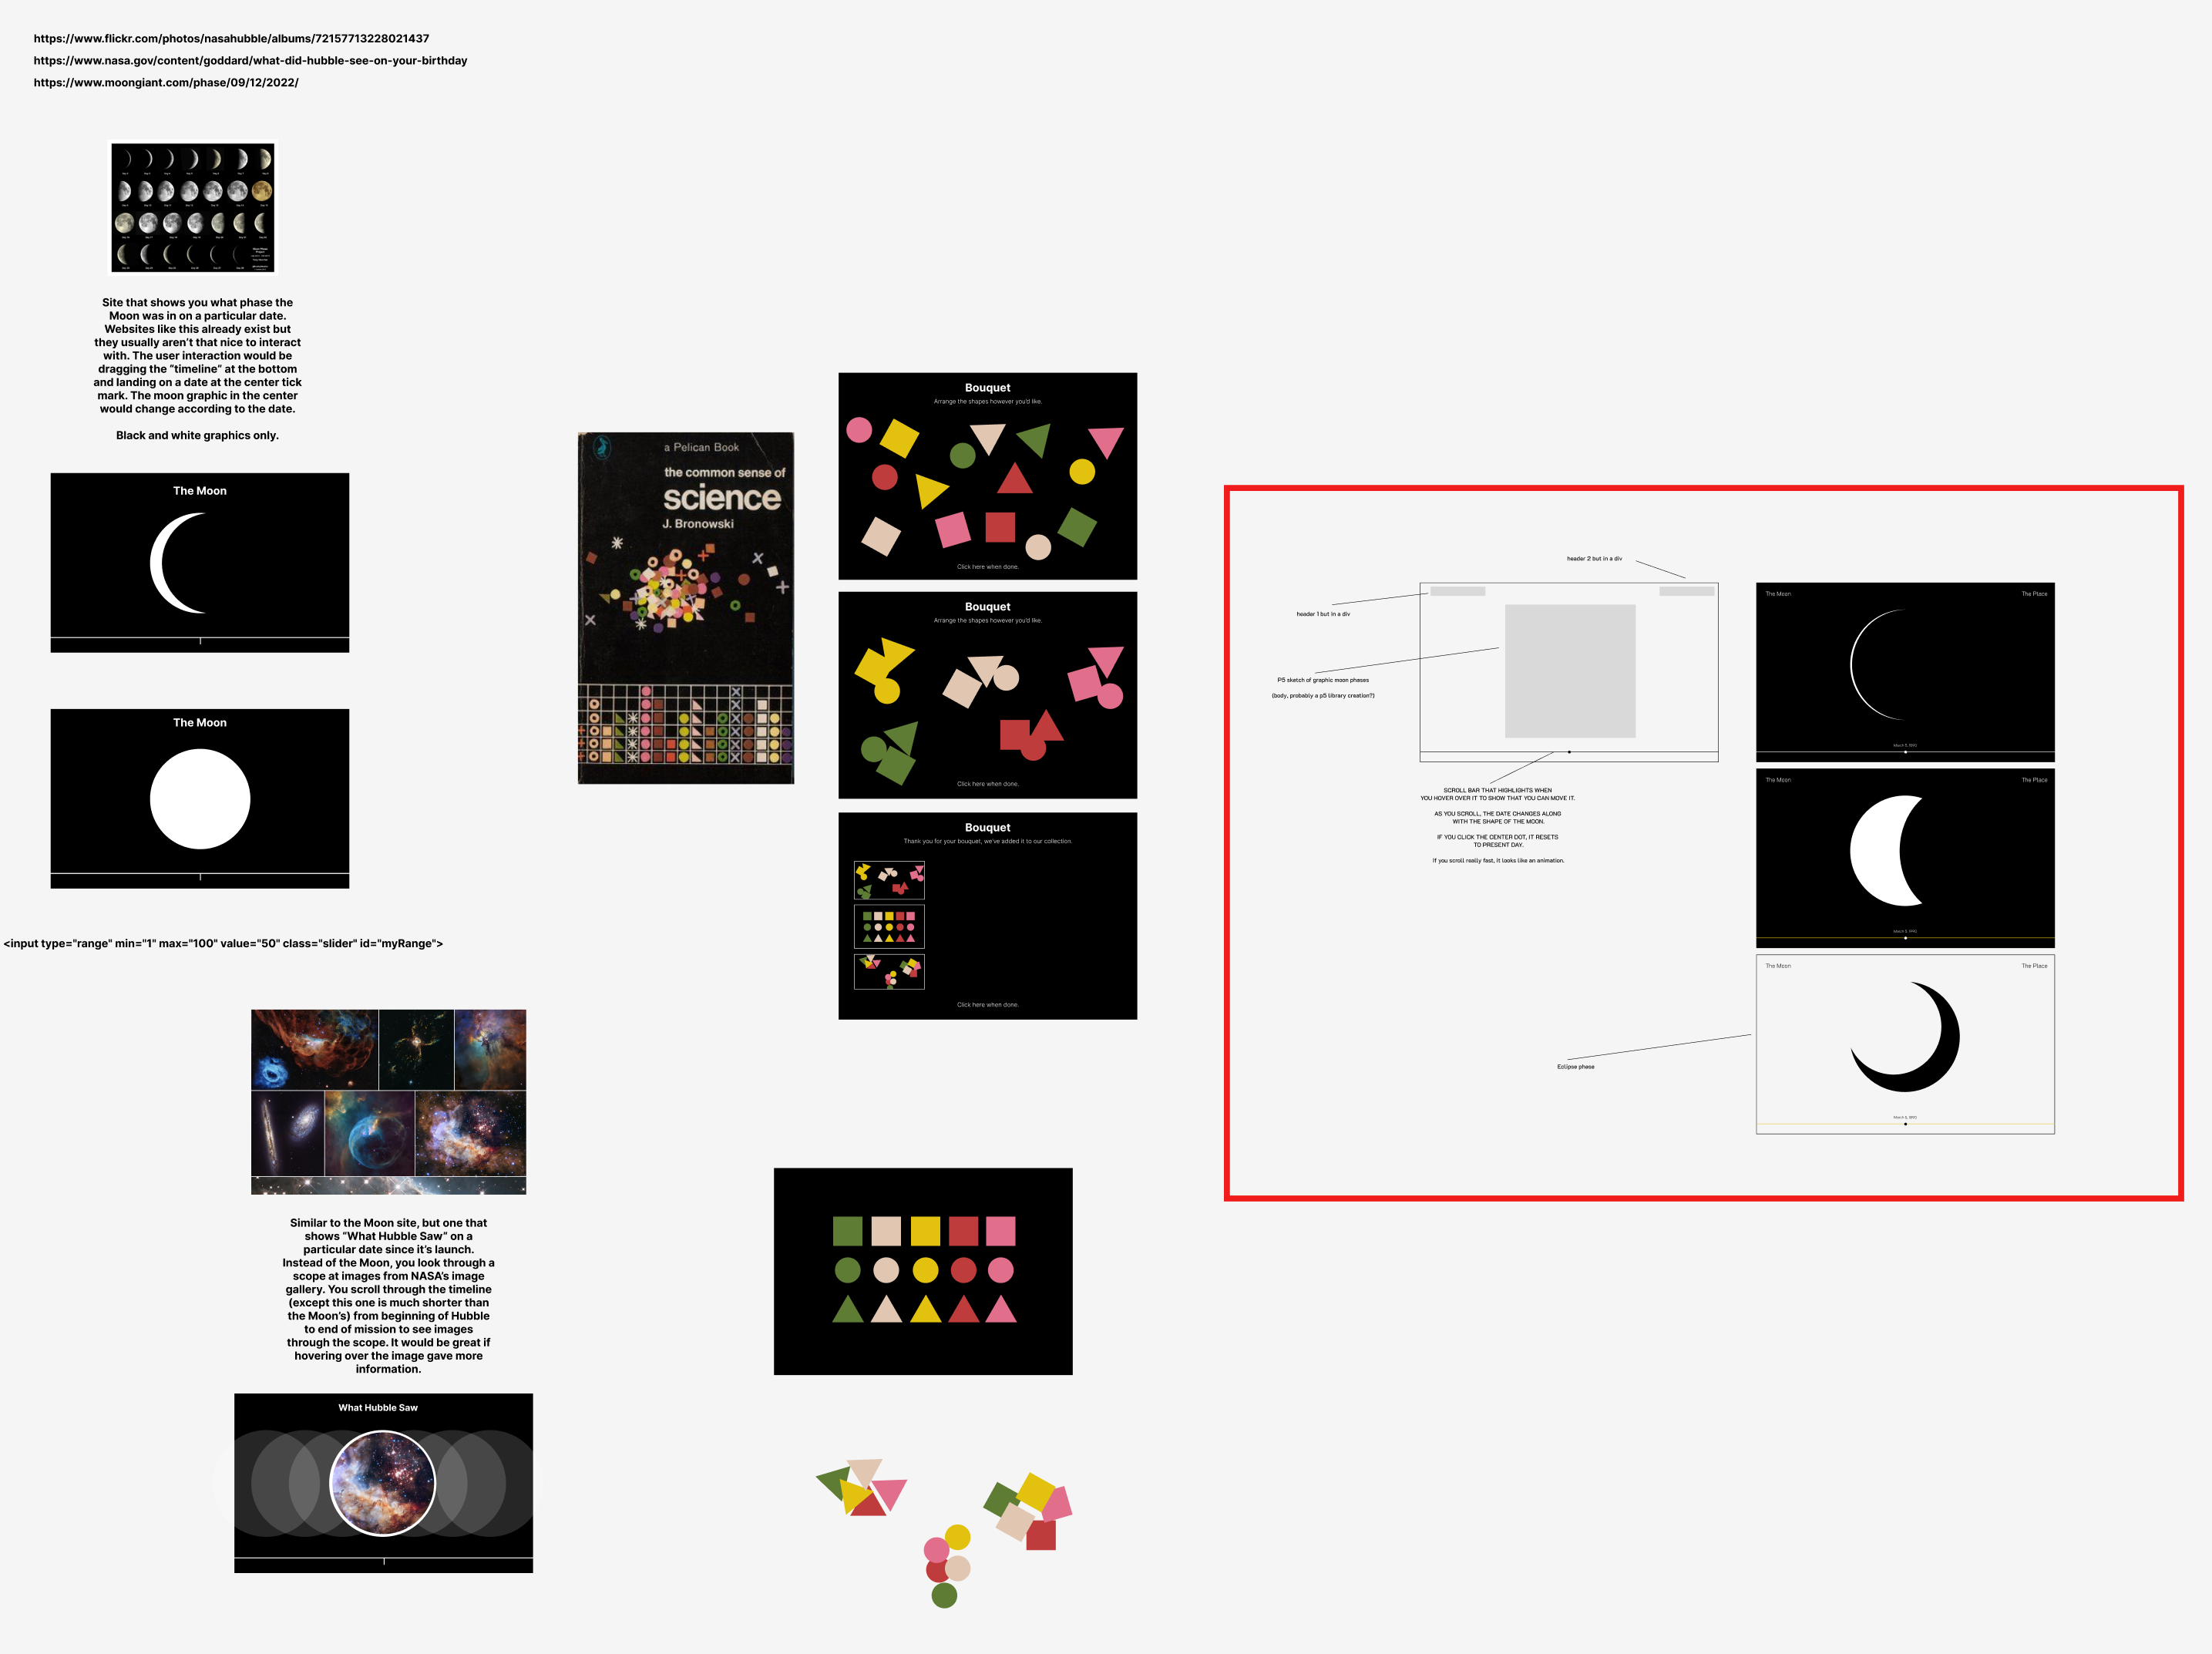 https://www.flickr.com/photos/nasahubble/albums/72157713228021437
https://www.nasa.gov/content/goddard/what-did-hubble-see-on-your-birthday
https://www.moongiant.com/phase/09/12/2022/
Site that shows you what phase the
Moon was in on a particular date.
Websites like this already exist but
they usually aren't that nice to interact
with. The user interaction would be
dragging the "timeline" at the bottom
and landing on a date at the center tick
mark. The moon graphic in the center
would change according to the date.
Black and white graphics only.
The Moon
The Moon
<input type="range" min="1" max="100" value="50" class="slider" id="myRange">
Similar to the Moon site, but one that
shows "What Hubble Saw" on a
particular date since it's launch.
Instead of the Moon, you look through a
scope at images from NASA's image
gallery. You scroll through the timeline
(except this one is much shorter than
the Moon's) from beginning of Hubble
to end of mission to see images
through the scope. It would be great if
hovering over the image gave more
information.
What Hubble Saw
a Pelican Book
the common sense of
science
J. Bronowski
Bouquet
Arrange the shapes however you'd like.
Click here when done.
Bouquet
Arrange the shapes however you'd like.
Click here when done.
Bouquet
Thank you for your bouquet, we've added it to our collection.
Click here when done.
header 2 but in a div
header 1 but in a div
P5 sketch of graphic moon phases
(body, probably a p5 library creation?)
SCROLL BAR THAT HIGHLIGHTS WHEN
YOU HOVER OVER IT TO SHOW THAT YOU CAN MOVE IT.
AS YOU SCROLL, THE DATE CHANGES ALONG
WITH THE SHAPE OF THE MOON.
IF YOU CLICK THE CENTER DOT, IT RESETS
TO PRESENT DAY.
If you scroll really fast, it looks like an animation.
Eclipse phase
The Moon
The Place
The Moon
The Place
The Moon
The Place